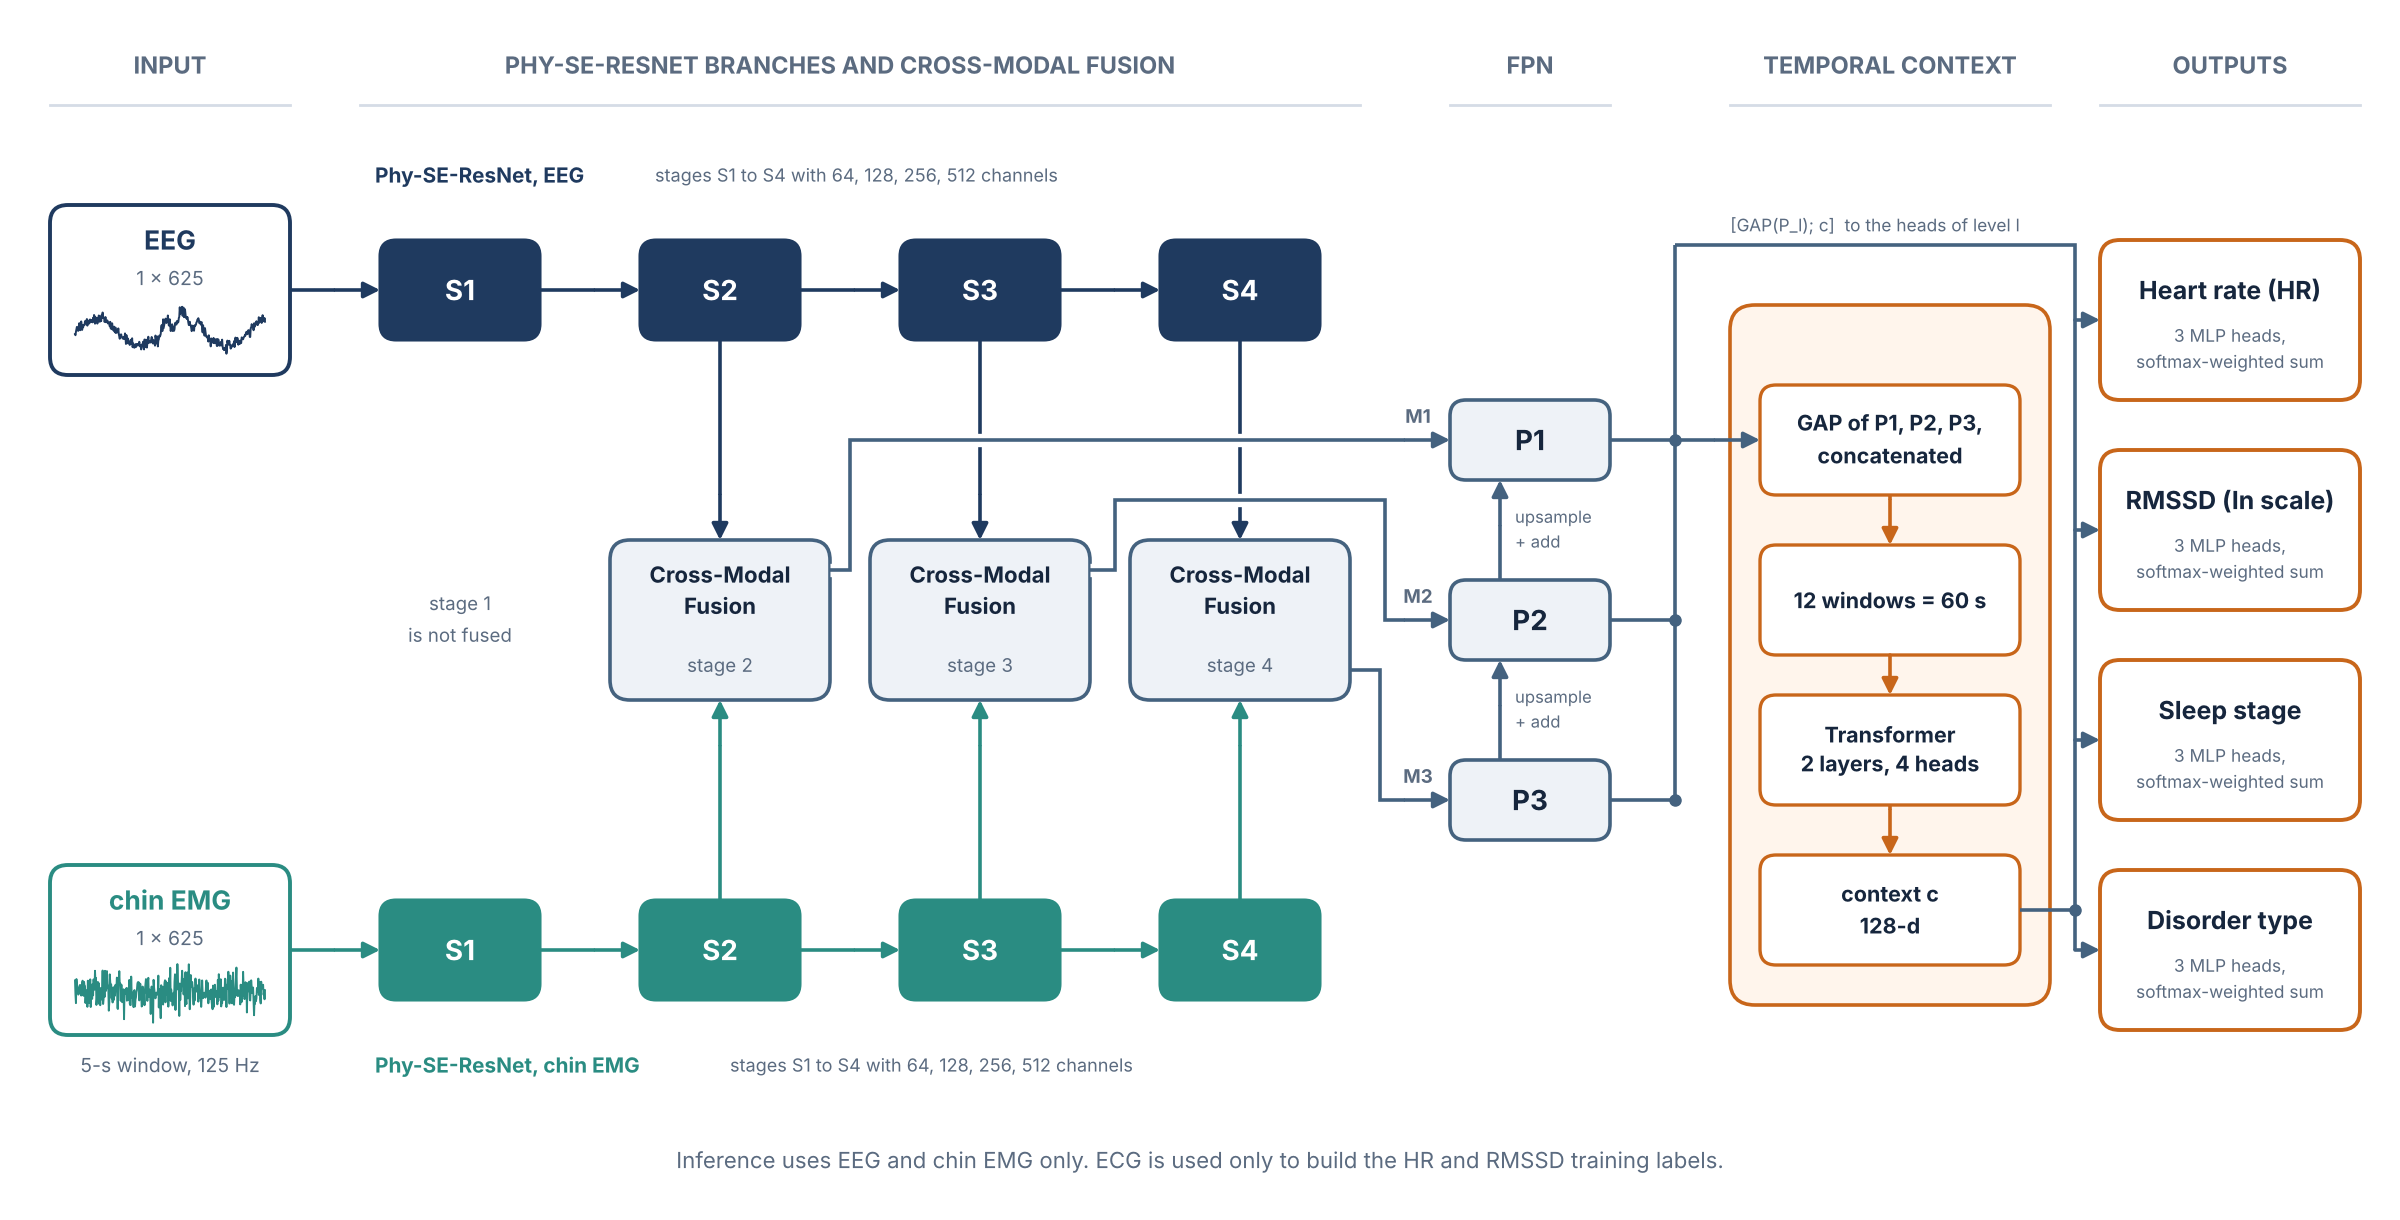 INPUT
PHY-SE-RESNET BRANCHES AND CROSS-MODAL FUSION
FPN
TEMPORAL CONTEXT
OUTPUTS
Phy-SE-ResNet, EEG
stages S1 to S4 with 64, 128, 256, 512 channels
EEG
1 × 625
S1
S2
S3
S4
stage 1
is not fused
Cross-Modal
Fusion
stage 2
Cross-Modal
Fusion
stage 3
Cross-Modal
Fusion
stage 4
chin EMG
1 × 625
5-s window, 125 Hz
S1
S2
S3
S4
Phy-SE-ResNet, chin EMG
stages S1 to S4 with 64, 128, 256, 512 channels
M1
P1
upsample
+ add
M2
P2
upsample
+ add
M3
P3
[GAP(P_l); c] to the heads of level l
GAP of P1, P2, P3,
concatenated
12 windows = 60 s
Transformer
2 layers, 4 heads
context c
128-d
Heart rate (HR)
3 MLP heads,
softmax-weighted sum
RMSSD (ln scale)
3 MLP heads,
softmax-weighted sum
Sleep stage
3 MLP heads,
softmax-weighted sum
Disorder type
3 MLP heads,
softmax-weighted sum
Inference uses EEG and chin EMG only. ECG is used only to build the HR and RMSSD training labels.